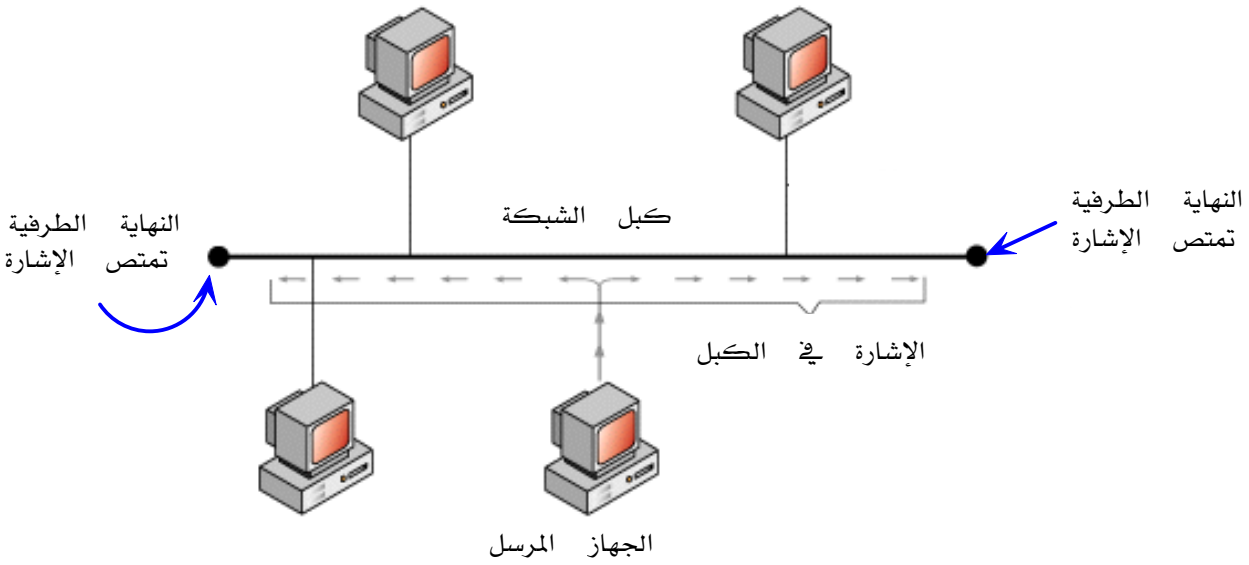 النهاية الطرفية
تمتص الإشارة
كبل الشبكة
النهاية الطرفية
تمتص الإشارة
الإشارة في الكبل
الجهاز المرسل